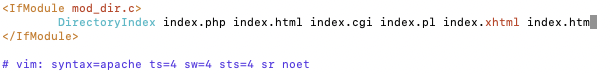 <IfModule mod_dir.c>
        DirectoryIndex index.php index.html index.cgi index.pl index.xhtml index.htm
</IfModule>

# vim: syntax=apache ts=4 sw=4 sts=4 sr noet